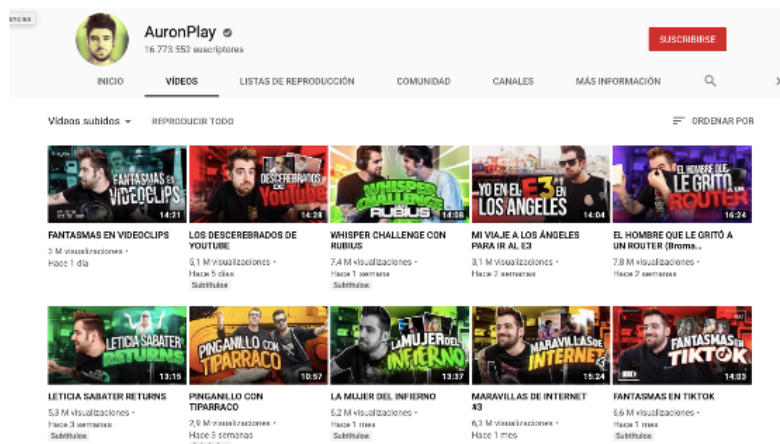 AuronPlay
16.773.552 suscriptores
SUSCRIBIRSE
INICIO VÍDEOS LISTAS DE REPRODUCCIÓN COMUNIDAD CANALES MÁS INFORMACIÓN
Vídeos subidos REPRODUCIR TODO ORDENAR POR
FANTASMAS EN
VIDEOCLIPS
14:21
DESCEREBRADOS
DE Youtube
14:28
WHISPER
CHALLENGE CON
RUBIUS
14:08
YO EN EL E3 EN
LOS ANGELES
14:04
EL HOMBRE QUE
LE GRITÓ
A UN
ROUTER
16:24
FANTASMAS EN VIDEOCLIPS
3 M visualizaciones •
Hace 1 día
LOS DESCEREBRADOS DE
YOUTUBE
5,1 M visualizaciones •
Hace 5 días
Subtítulos
WHISPER CHALLENGE CON
RUBIUS
7,4 M visualizaciones •
Hace 1 semana
Subtítulos
MI VIAJE A LOS ÁNGELES
PARA IR AL E3
3,1 M visualizaciones •
Hace 2 semanas
EL HOMBRE QUE LE GRITÓ A
UN ROUTER (Broma...
7,8 M visualizaciones •
Hace 2 semanas
LETICIA SABATER
RETURNS
13:15
PINGANILLO CON
TIPARRACO
10:57
LA MUJER DEL
INFIERNO
13:37
MARAVILLAS DE
INTERNET
15:24
FANTASMAS EN
TIKTOK
14:03
LETICIA SABATER RETURNS
5,3 M visualizaciones •
Hace 3 semanas
Subtítulos
PINGANILLO CON
TIPARRACO
2,9 M visualizaciones •
Hace 3 semanas
LA MUJER DEL INFIERNO
6,2 M visualizaciones •
Hace 1 mes
Subtítulos
MARAVILLAS DE INTERNET
#3
6,3 M visualizaciones •
Hace 1 mes
FANTASMAS EN TIKTOK
6,6 M visualizaciones •
Hace 1 mes
Subtítulos